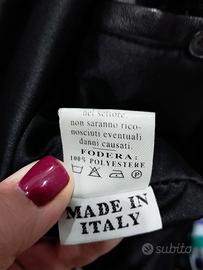 nel settore
non saranno rico-
nosciuti eventuali
danni causati.
FODERA:
100% POLYESTERE
P
MADE IN
ITALY
subito